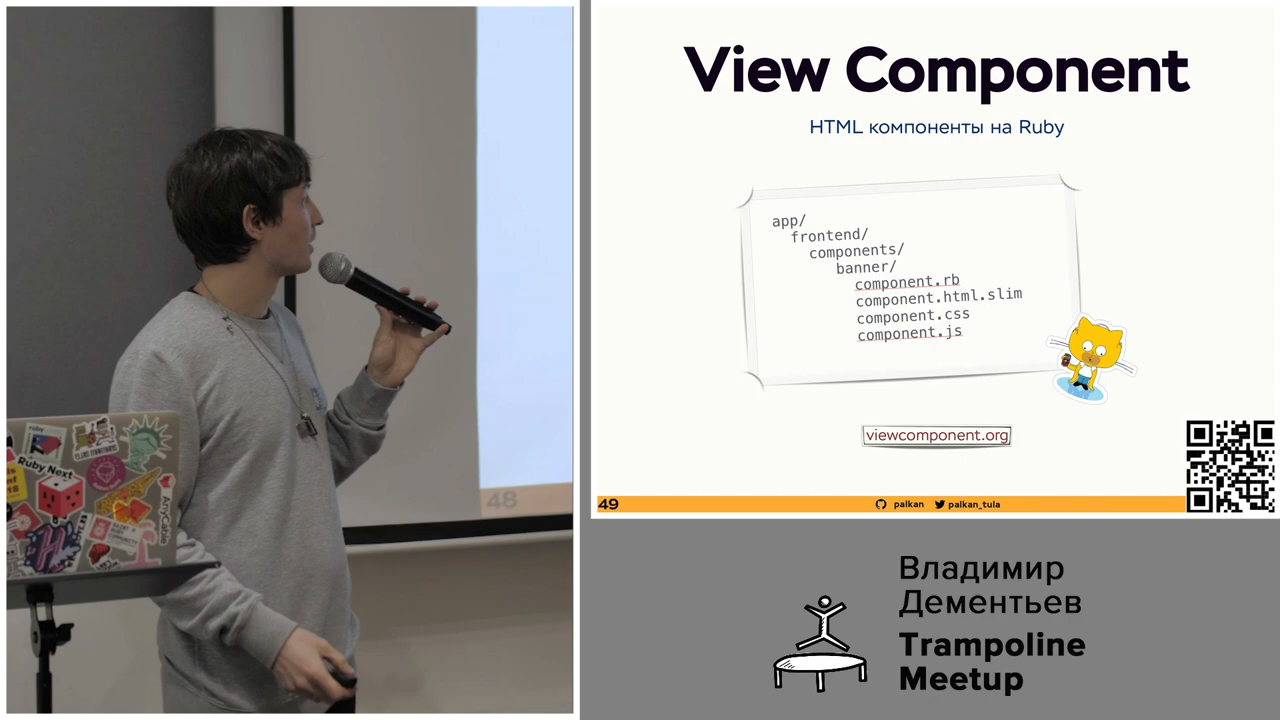 View Component
HTML компоненты на Ruby
app/
frontend/
components/
banner/
component.rb
component.html.slim
component.css
component.js
viewcomponent.org
49
palkan
palkan_tula
Владимир
Дементьев
Trampoline
Meetup
48
ruby
Ruby Next
AnyCable